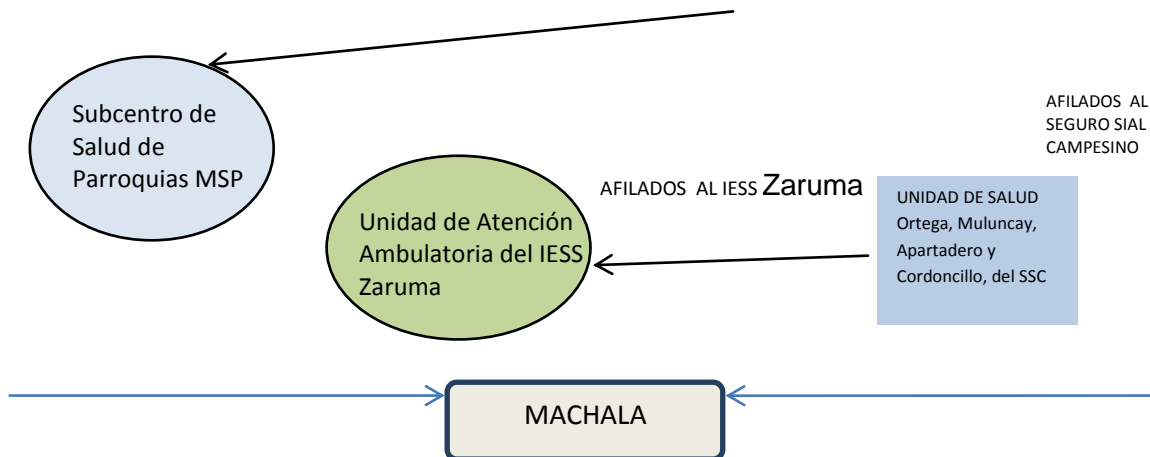 Subcentro de
Salud de
Parroquias MSP
AFILADOS AL
SEGURO SIAL
CAMPESINO
AFILADOS AL IESS Zaruma
Unidad de Atención
Ambulatoria del IESS
Zaruma
UNIDAD DE SALUD
Ortega, Muluncay,
Apartadero y
Cordoncillo, del SSC
MACHALA